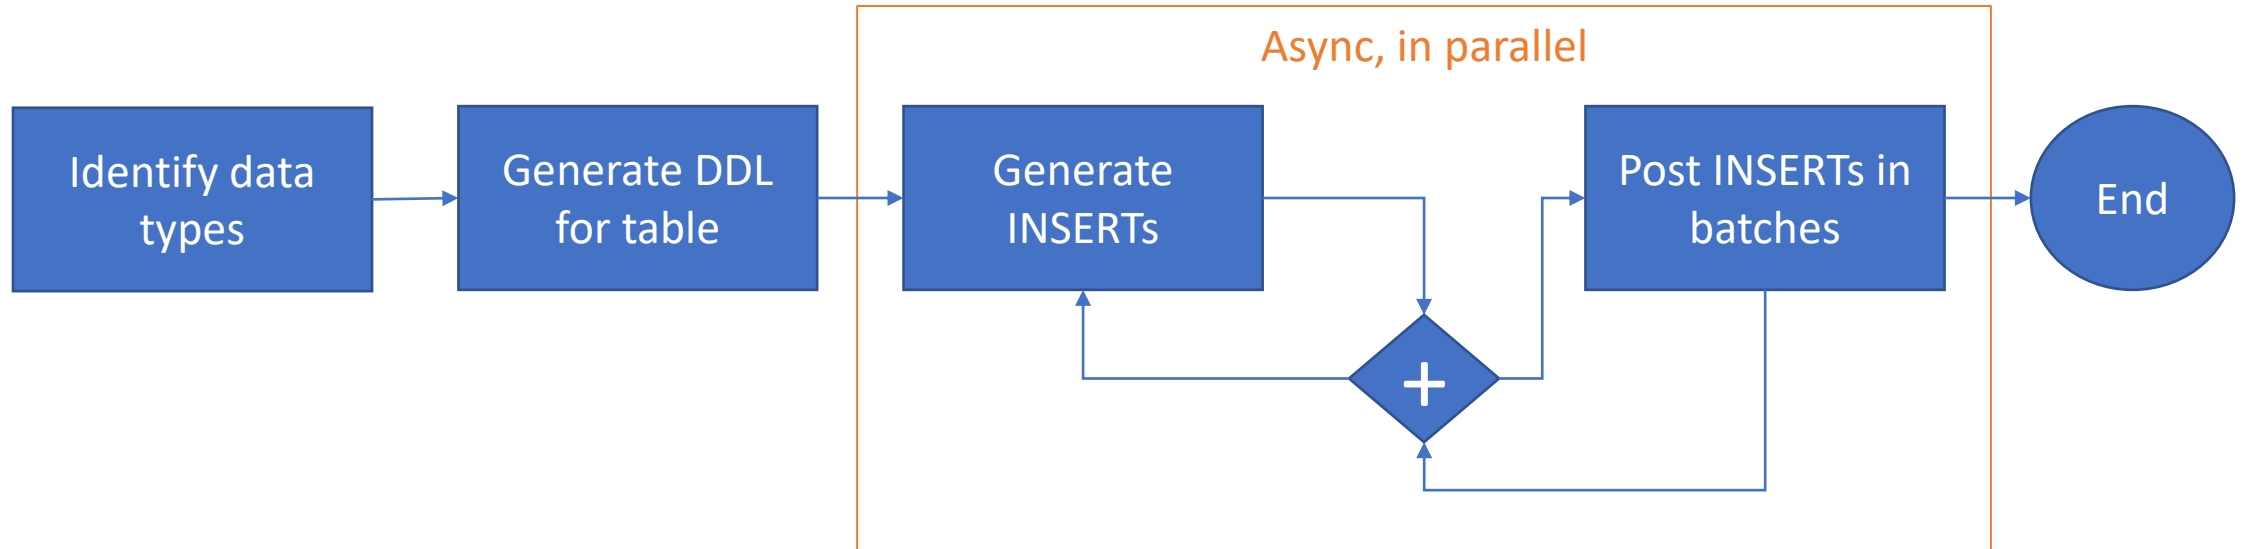 Async, in parallel
Identify data
types
Generate DDL
for table
Generate
INSERTs
+
Post INSERTs in
batches
End